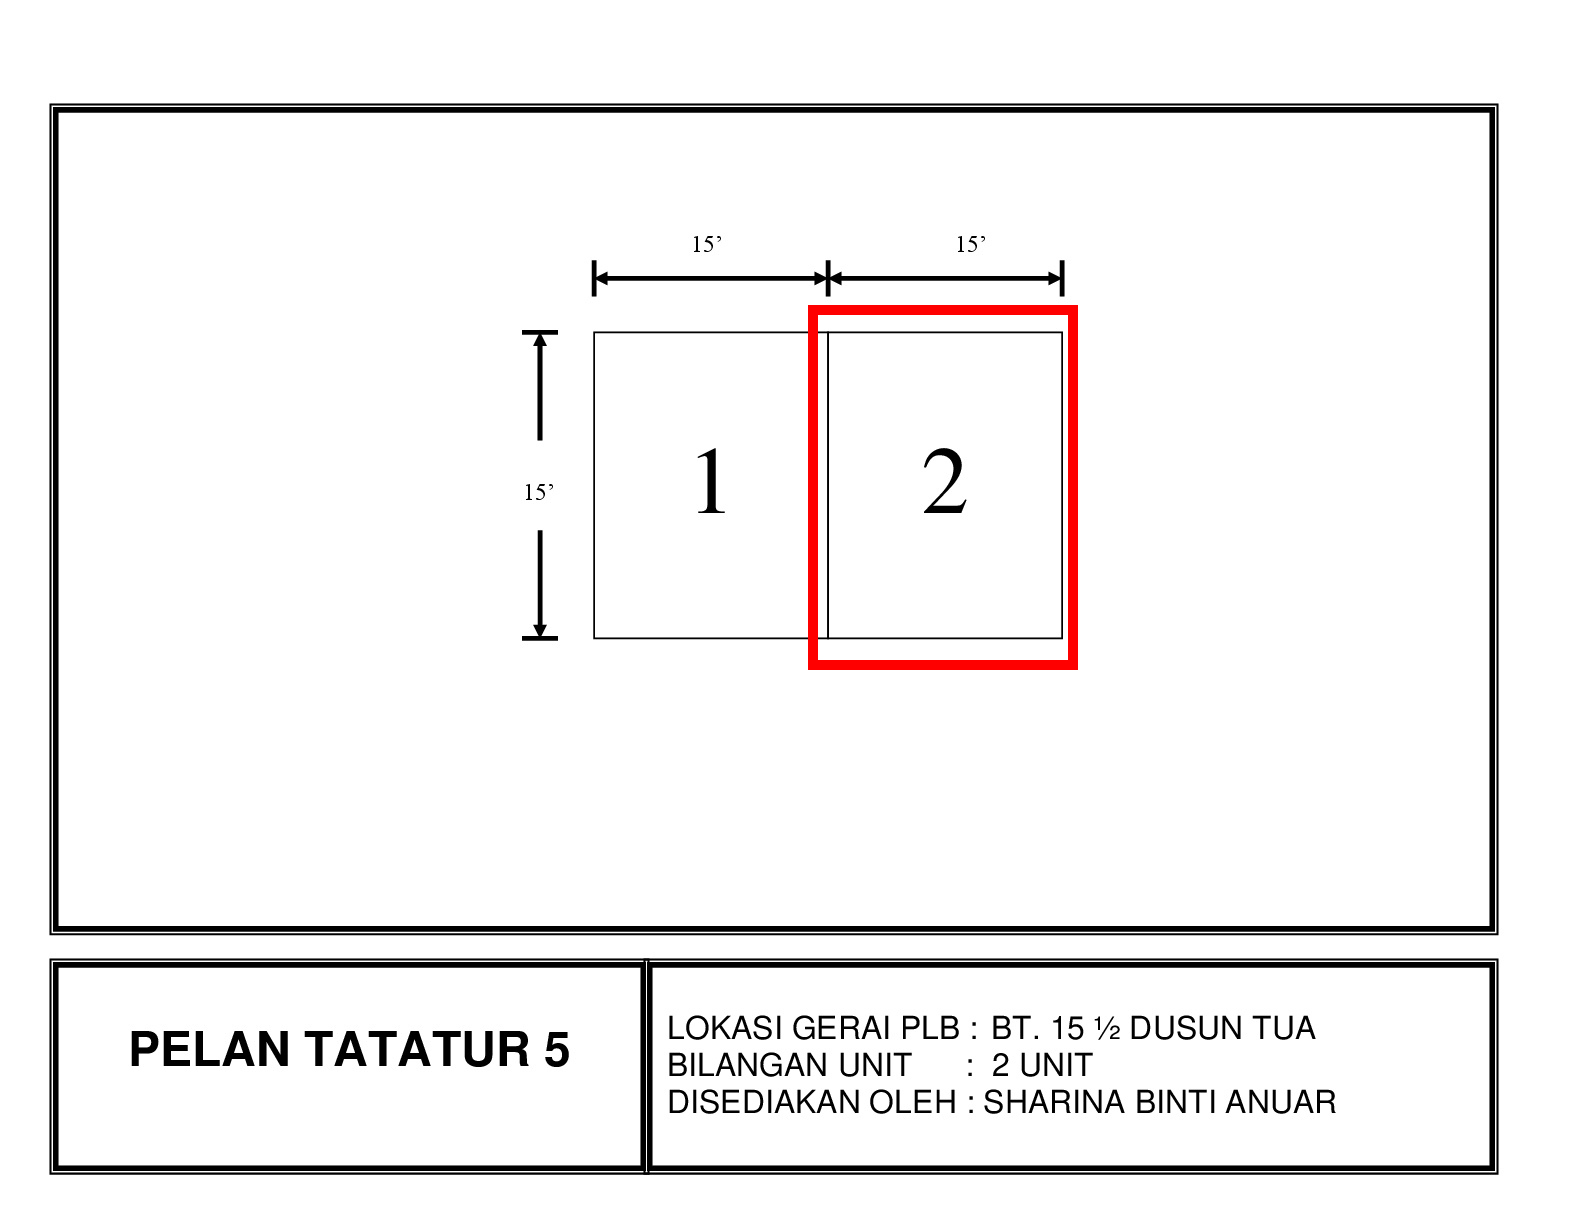 15’ 15’
15’
1 2
PELAN TATATUR 5
LOKASI GERAI PLB : BT. 15 ½ DUSUN TUA
BILANGAN UNIT : 2 UNIT
DISEDIAKAN OLEH : SHARINA BINTI ANUAR